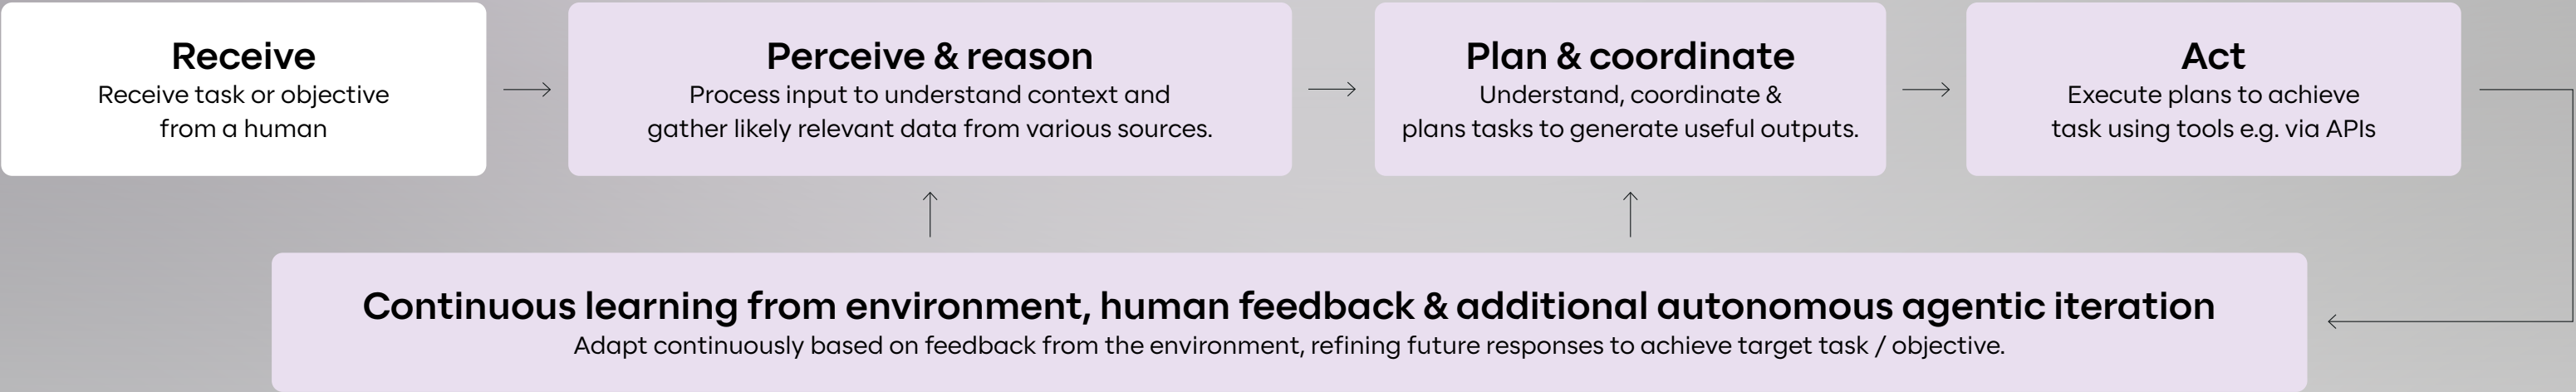 Receive
Receive task or objective
from a human
Perceive & reason
Process input to understand context and
gather likely relevant data from various sources.
Plan & coordinate
Understand, coordinate &
plans tasks to generate useful outputs.
Act
Execute plans to achieve
task using tools e.g. via APIs
Continuous learning from environment, human feedback & additional autonomous agentic iteration
Adapt continuously based on feedback from the environment, refining future responses to achieve target task / objective.